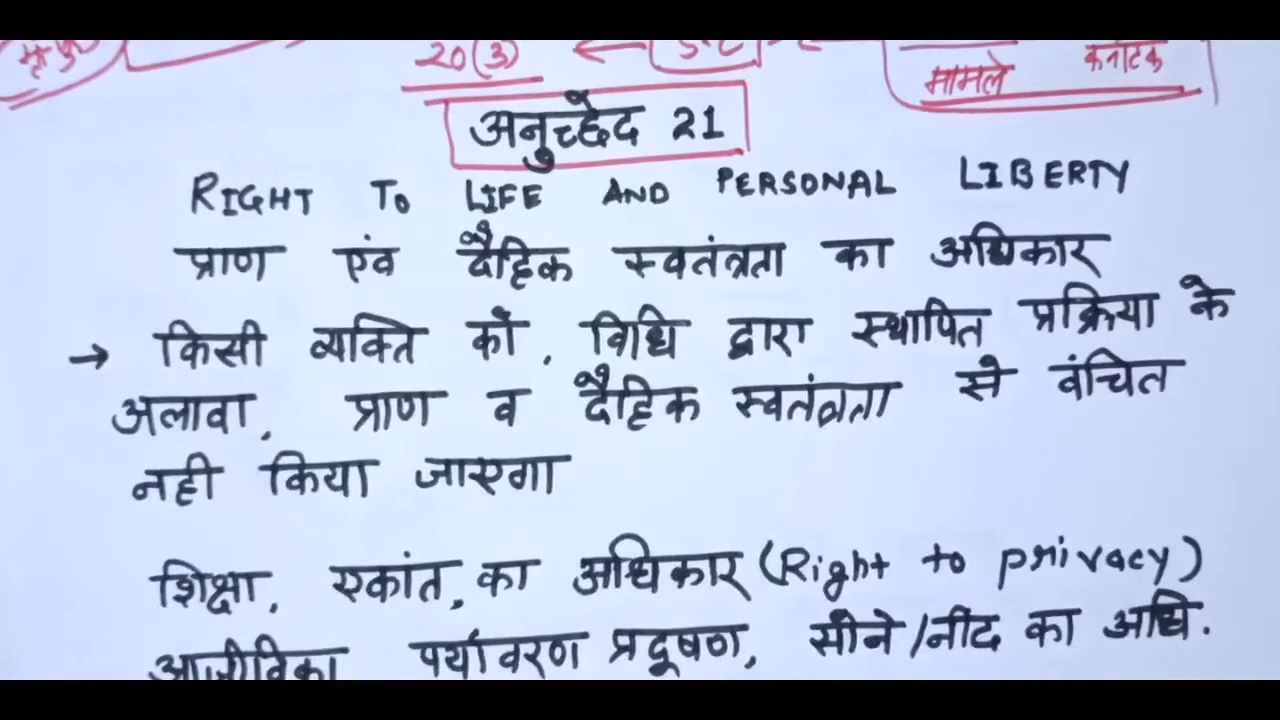 20(3)
मामले कर्नाटक
अनुच्छेद 21
RIGHT TO LIFE AND PERSONAL LIBERTY
प्राण एंव दैहिक स्वतंत्रता का अधिकार
→ किसी व्यक्ति को, विधि द्वारा स्थापित प्रक्रिया के
अलावा, प्राण व दैहिक स्वतंत्रता से वंचित
नही किया जाएगा
शिक्षा, एकांत, का अधिकार (Right to privacy)
आजीविका पर्यावरण प्रदूषण, सोने/नींद का अधि.